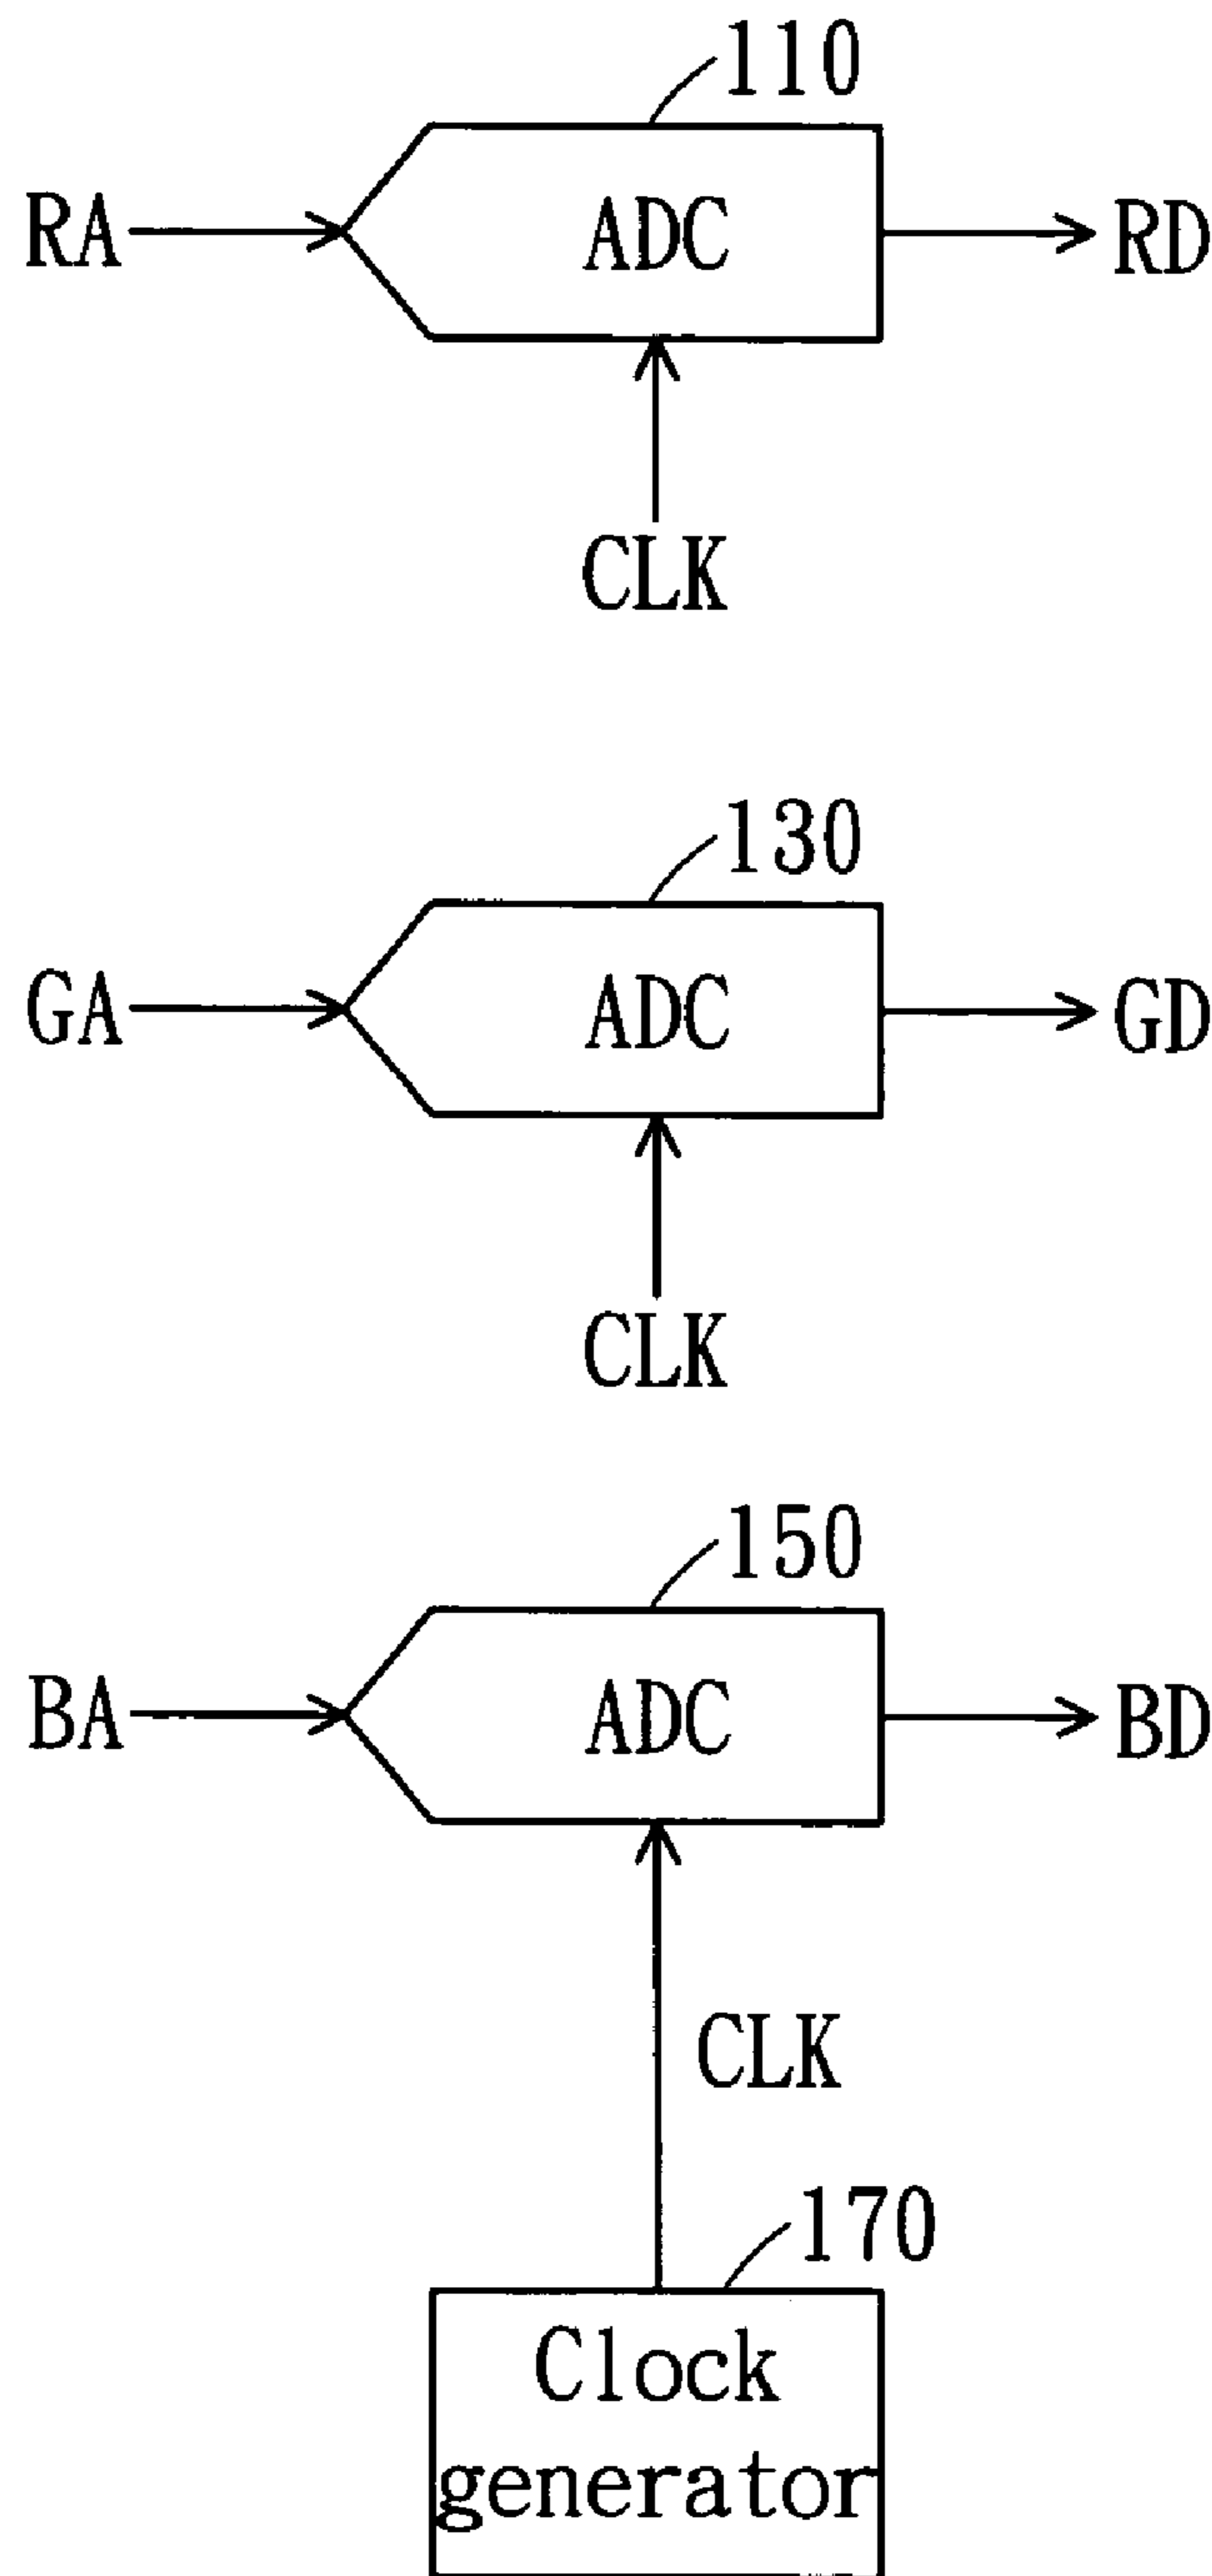 110
RA
ADC
RD
CLK
130
GA
ADC
GD
CLK
150
BA
ADC
BD
CLK
170
Clock
generator